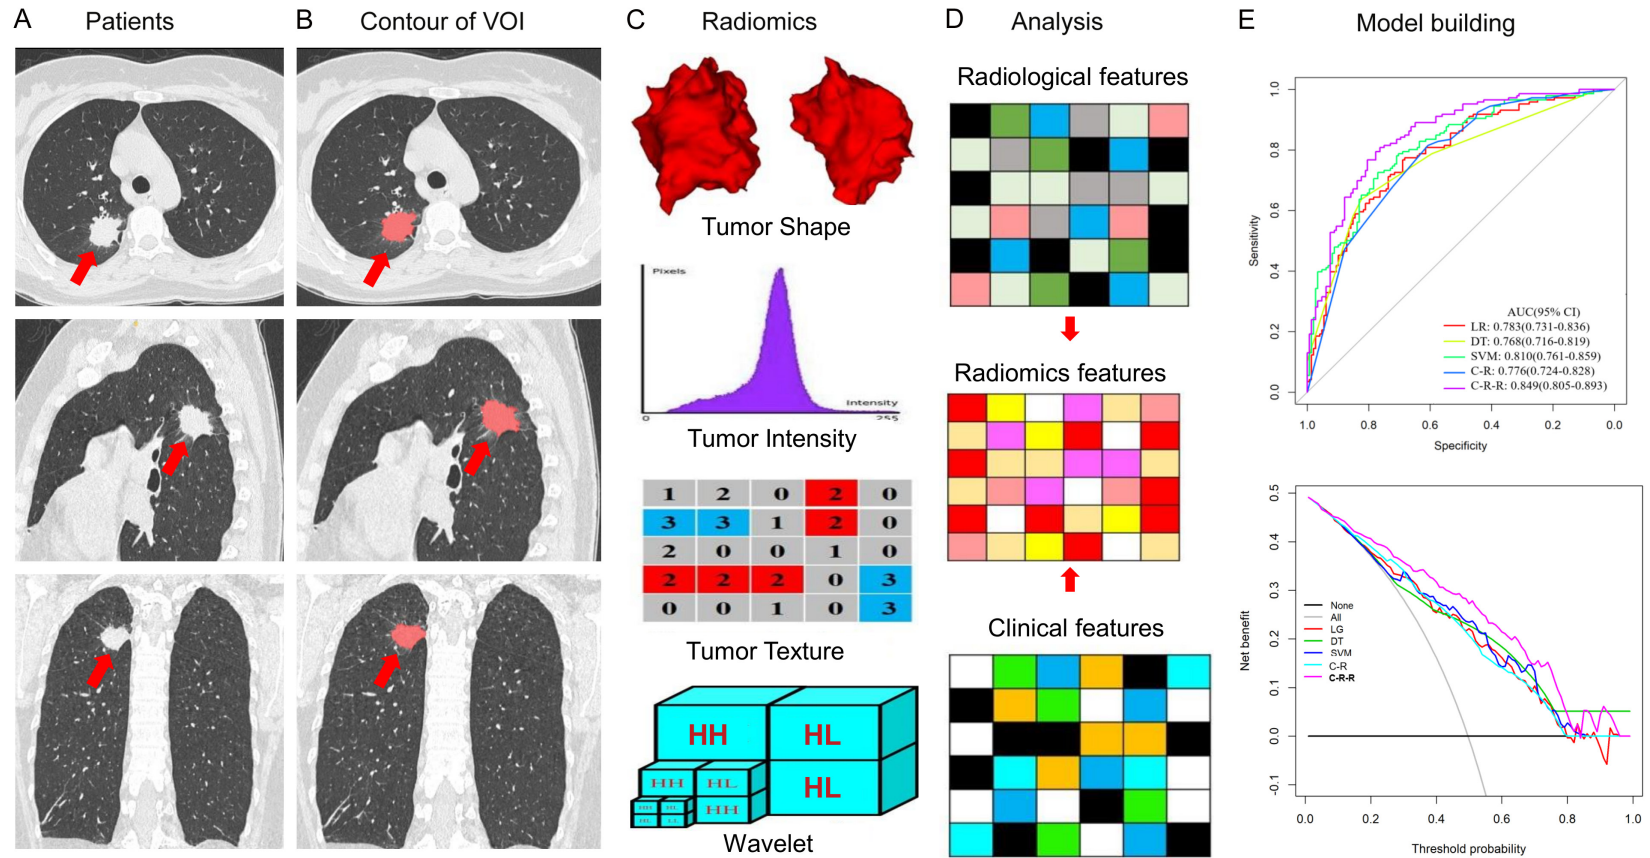 A Patients
B Contour of VOI
C Radiomics
D Analysis
E Model building
Tumor Shape
Pixels
Intensity
0 255
Tumor Intensity
1 2 0 2 0
3 3 1 2 0
2 0 0 1 0
2 2 2 0 3
0 0 1 0 3
Tumor Texture
HH HL
HL
HH HL
HH
HH HL
LL LL
Wavelet
Radiological features
Radiomics features
Clinical features
1.0
0.8
0.6
0.4
0.2
0.0
Sensitivity
AUC(95% CI)
LR: 0.783(0.731-0.836)
DT: 0.768(0.716-0.819)
SVM: 0.810(0.761-0.859)
C-R: 0.776(0.724-0.828)
C-R-R: 0.849(0.805-0.893)
1.0 0.8 0.6 0.4 0.2 0.0
Specificity
0.5
0.4
0.3
0.2
0.1
0.0
-0.1
Net benefit
None
All
LG
DT
SVM
C-R
C-R-R
0.0 0.2 0.4 0.6 0.8 1.0
Threshold probability